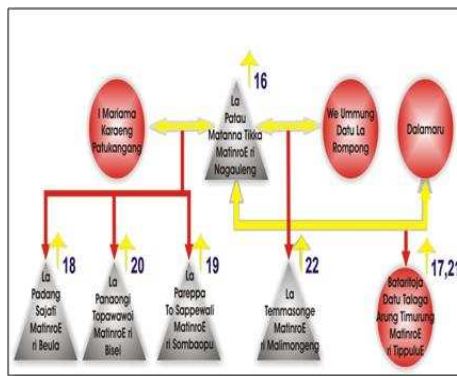 16
I Mariama
Karaeng
Patukangang
La
Patau
Matanna Tikka
MatinroE ri
Nagauleng
We Ummung
Datu La
Rompong
Dalamaru
18
La
Padang
Sajati
MatinroE
ri Beula
20
La
Panaongi
Topawawoi
MatinroE ri
Bisei
19
La
Pareppa
To Sappewali
MatinroE
ri Sombaopu
22
La
Temmasonge
MatinroE
ri Malimongeng
17,21
Bataritoja
Datu Talaga
Arung Timurung
MatinroE
ri TippuluE